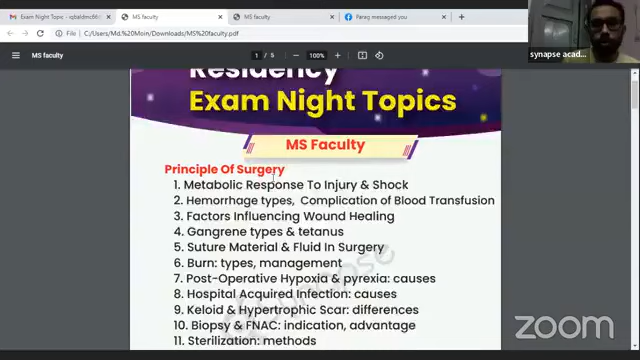 Exam Night Topic - iqbaldmc66@
MS faculty
MS faculty
Parag messaged you
File
C:/Users/Md.%20Moin/Downloads/MS%20faculty.pdf
MS faculty
1 / 5
100%
synapse acad...
Residency
Exam Night Topics
MS Faculty
Principle Of Surgery
1. Metabolic Response To Injury & Shock
2. Hemorrhage types, Complication of Blood Transfusion
3. Factors Influencing Wound Healing
4. Gangrene types & tetanus
5. Suture Material & Fluid In Surgery
6. Burn: types, management
7. Post-Operative Hypoxia & pyrexia: causes
8. Hospital Acquired Infection: causes
9. Keloid & Hypertrophic Scar: differences
10. Biopsy & FNAC: indication, advantage
11. Sterilization: methods
Synapse
zoom